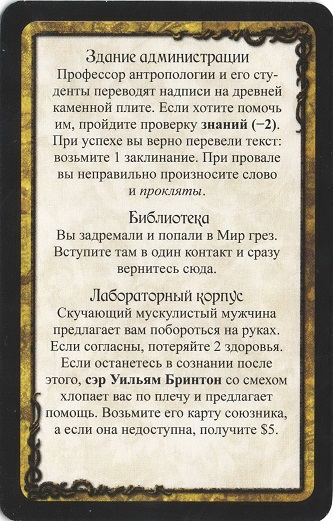 Здание администрации
Профессор антропологии и его сту-
денты переводят надписи на древней
каменной плите. Если хотите помочь
им, пройдите проверку знаний (−2).
При успехе вы верно перевели текст:
возьмите 1 заклинание. При провале
вы неправильно произносите слово
и прокляты.
Библиотека
Вы задремали и попали в Мир грез.
Вступите там в один контакт и сразу
вернитесь сюда.
Лабораторный корпус
Скучающий мускулистый мужчина
предлагает вам побороться на руках.
Если согласны, потеряйте 2 здоровья.
Если останетесь в сознании после
этого, сэр Уильям Бринтон со смехом
хлопает вас по плечу и предлагает
помощь. Возьмите его карту союзника,
а если она недоступна, получите $5.